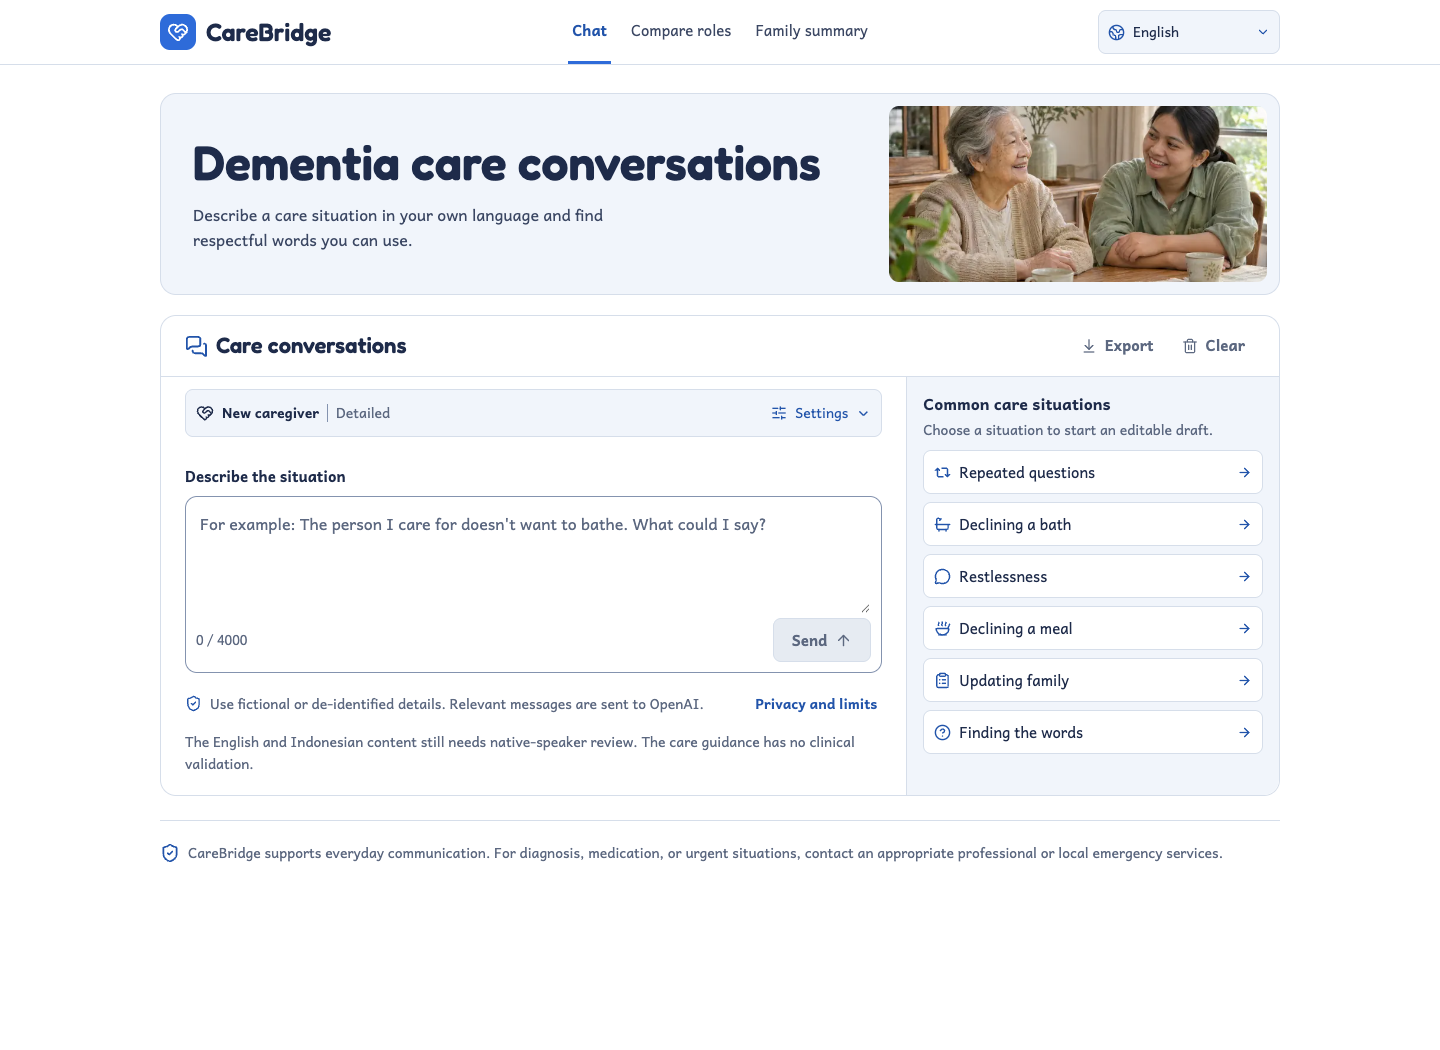 CareBridge
Chat
Compare roles
Family summary
English
Dementia care conversations
Describe a care situation in your own language and find
respectful words you can use.
Care conversations
Export
Clear
New caregiver
Detailed
Settings
Describe the situation
For example: The person I care for doesn't want to bathe. What could I say?
0 / 4000
Send
Use fictional or de-identified details. Relevant messages are sent to OpenAI.
Privacy and limits
The English and Indonesian content still needs native-speaker review. The care guidance has no clinical
validation.
Common care situations
Choose a situation to start an editable draft.
Repeated questions
Declining a bath
Restlessness
Declining a meal
Updating family
Finding the words
CareBridge supports everyday communication. For diagnosis, medication, or urgent situations, contact an appropriate professional or local emergency services.